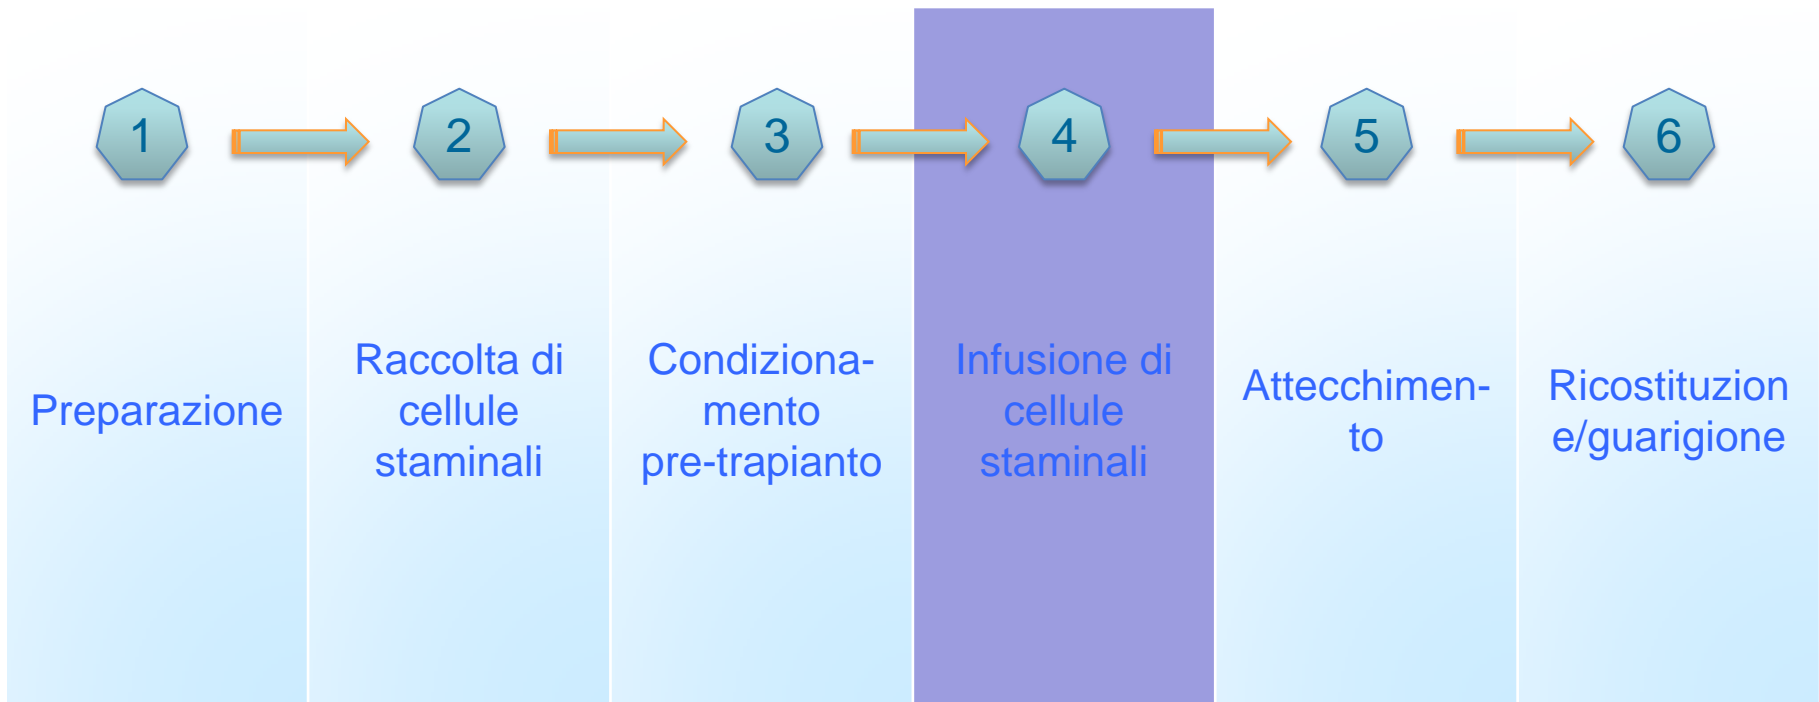 1
2
3
4
5
6
Preparazione
Raccolta di
cellule
staminali
Condiziona-
mento
pre-trapianto
Infusione di
cellule
staminali
Attecchimen-
to
Ricostituzion
e/guarigione